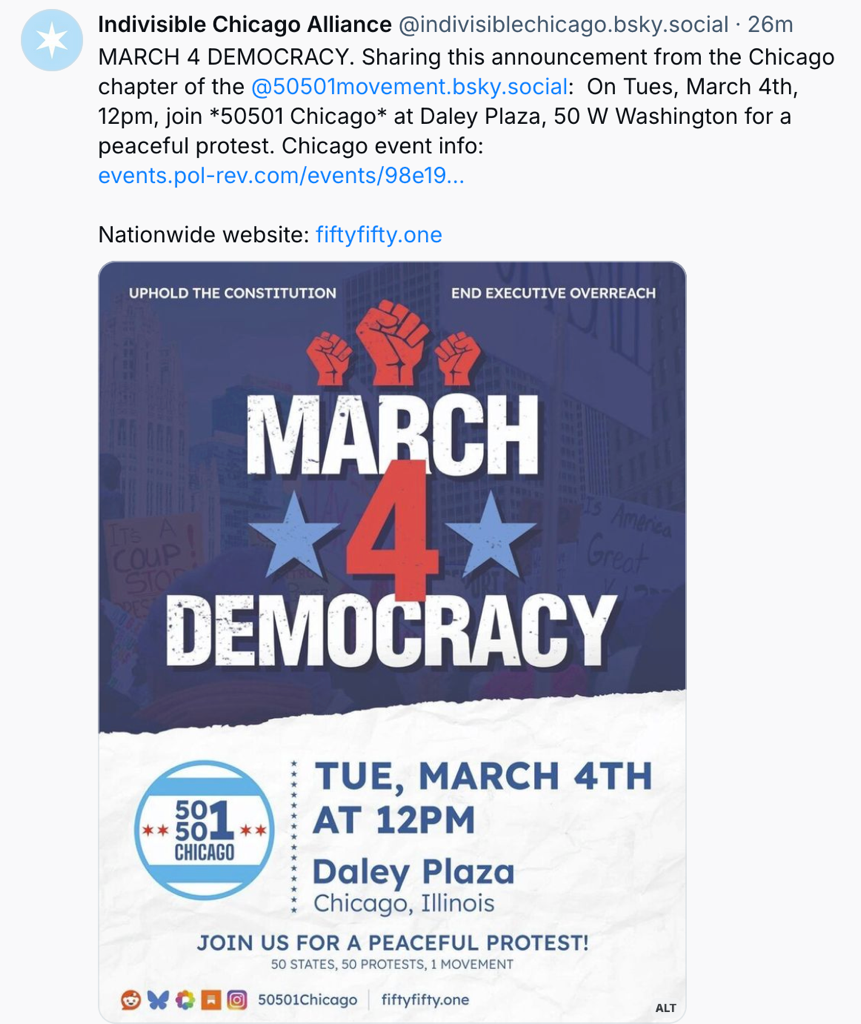 Indivisible Chicago Alliance @indivisiblechicago.bsky.social · 26m
MARCH 4 DEMOCRACY. Sharing this announcement from the Chicago
chapter of the @50501movement.bsky.social:  On Tues, March 4th,
12pm, join *50501 Chicago* at Daley Plaza, 50 W Washington for a
peaceful protest. Chicago event info:
events.pol-rev.com/events/98e19...
Nationwide website: fiftyfifty.one
UPHOLD THE CONSTITUTION
END EXECUTIVE OVERREACH
MARCH
4
DEMOCRACY
IT'S A
COUP!
STOP
Is America
Great
50
501
CHICAGO
TUE, MARCH 4TH
AT 12PM
Daley Plaza
Chicago, Illinois
JOIN US FOR A PEACEFUL PROTEST!
50 STATES, 50 PROTESTS, 1 MOVEMENT
50501Chicago
fiftyfifty.one
ALT